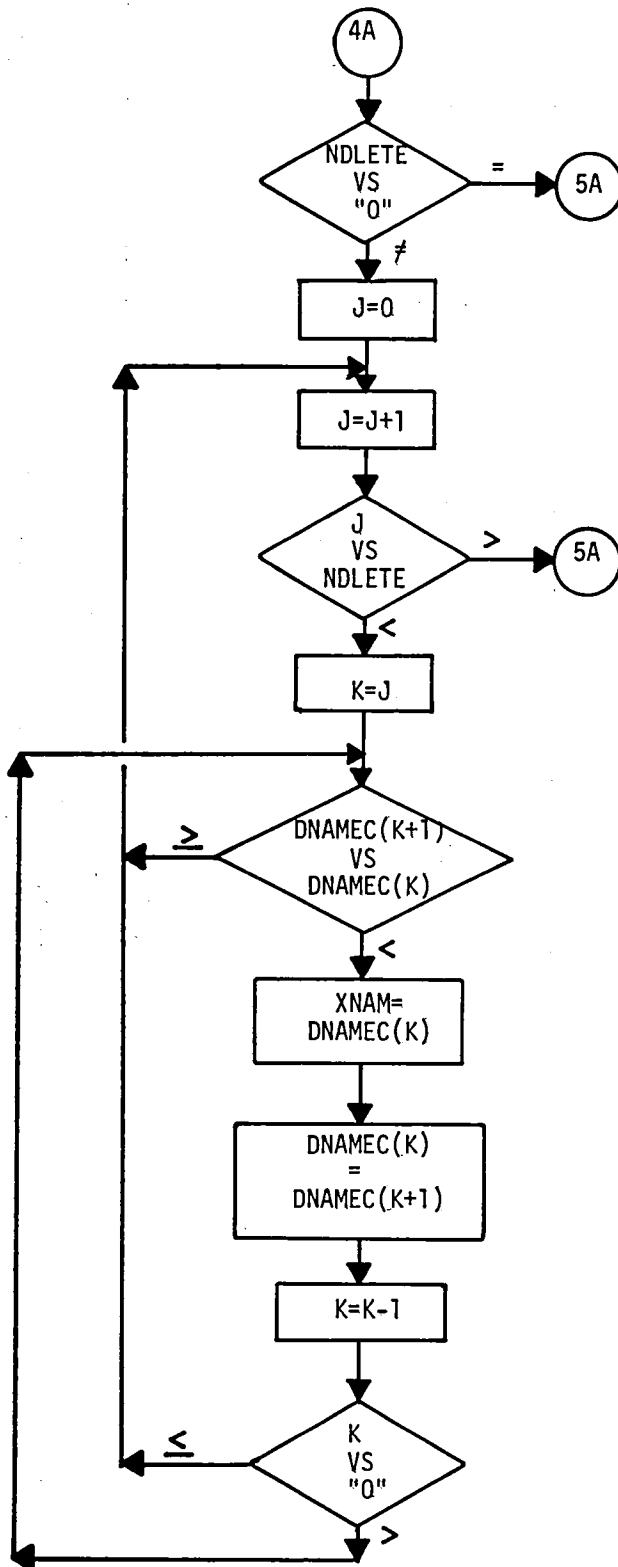 4A
NDLETE
VS
"0"
=
5A
≠
J=0
J=J+1
J
VS
NDLETE
>
5A
<
K=J
DNAMEC(K+1)
VS
DNAMEC(K)
≥
<
XNAM=
DNAMEC(K)
DNAMEC(K)
=
DNAMEC(K+1)
K=K-1
K
VS
"0"
≤
>